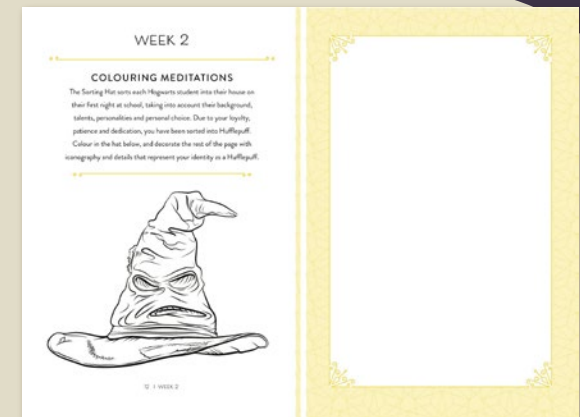 WEEK 2
COLOURING MEDITATIONS
The Sorting Hat sorts each Hogwarts student into their house on
their first night at school, taking into account their background,
talents, personalities and personal choice. Due to your loyalty,
patience and dedication, you have been sorted into Hufflepuff.
Colour in the hat below, and decorate the rest of the page with
iconography and details that represent your identity as a Hufflepuff.
12 | WEEK 2